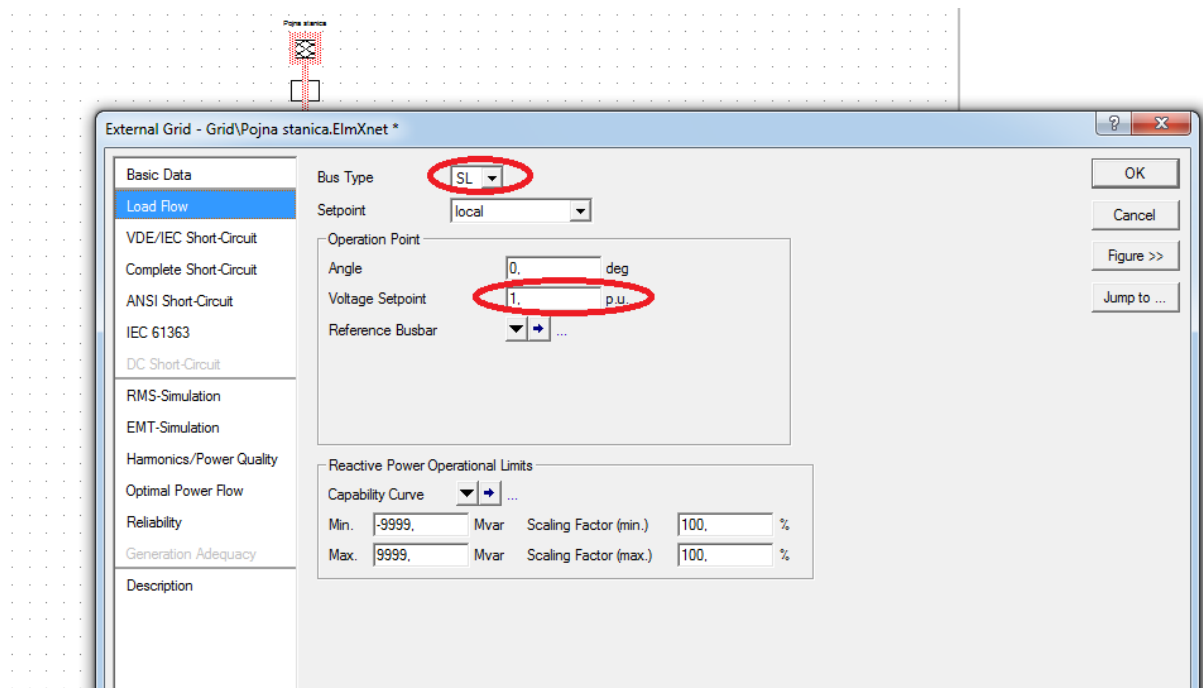 Pojna stanica
External Grid - Grid\Pojna stanica.ElmXnet *
?
X
Basic Data
Load Flow
VDE/IEC Short-Circuit
Complete Short-Circuit
ANSI Short-Circuit
IEC 61363
DC Short-Circuit
RMS-Simulation
EMT-Simulation
Harmonics/Power Quality
Optimal Power Flow
Reliability
Generation Adequacy
Description
Bus Type SL
Setpoint local
Operation Point
Angle 0, deg
Voltage Setpoint 1, p.u.
Reference Busbar ...
Reactive Power Operational Limits
Capability Curve ...
Min. -9999, Mvar Scaling Factor (min.) 100, %
Max. 9999, Mvar Scaling Factor (max.) 100, %
OK
Cancel
Figure >>
Jump to ...